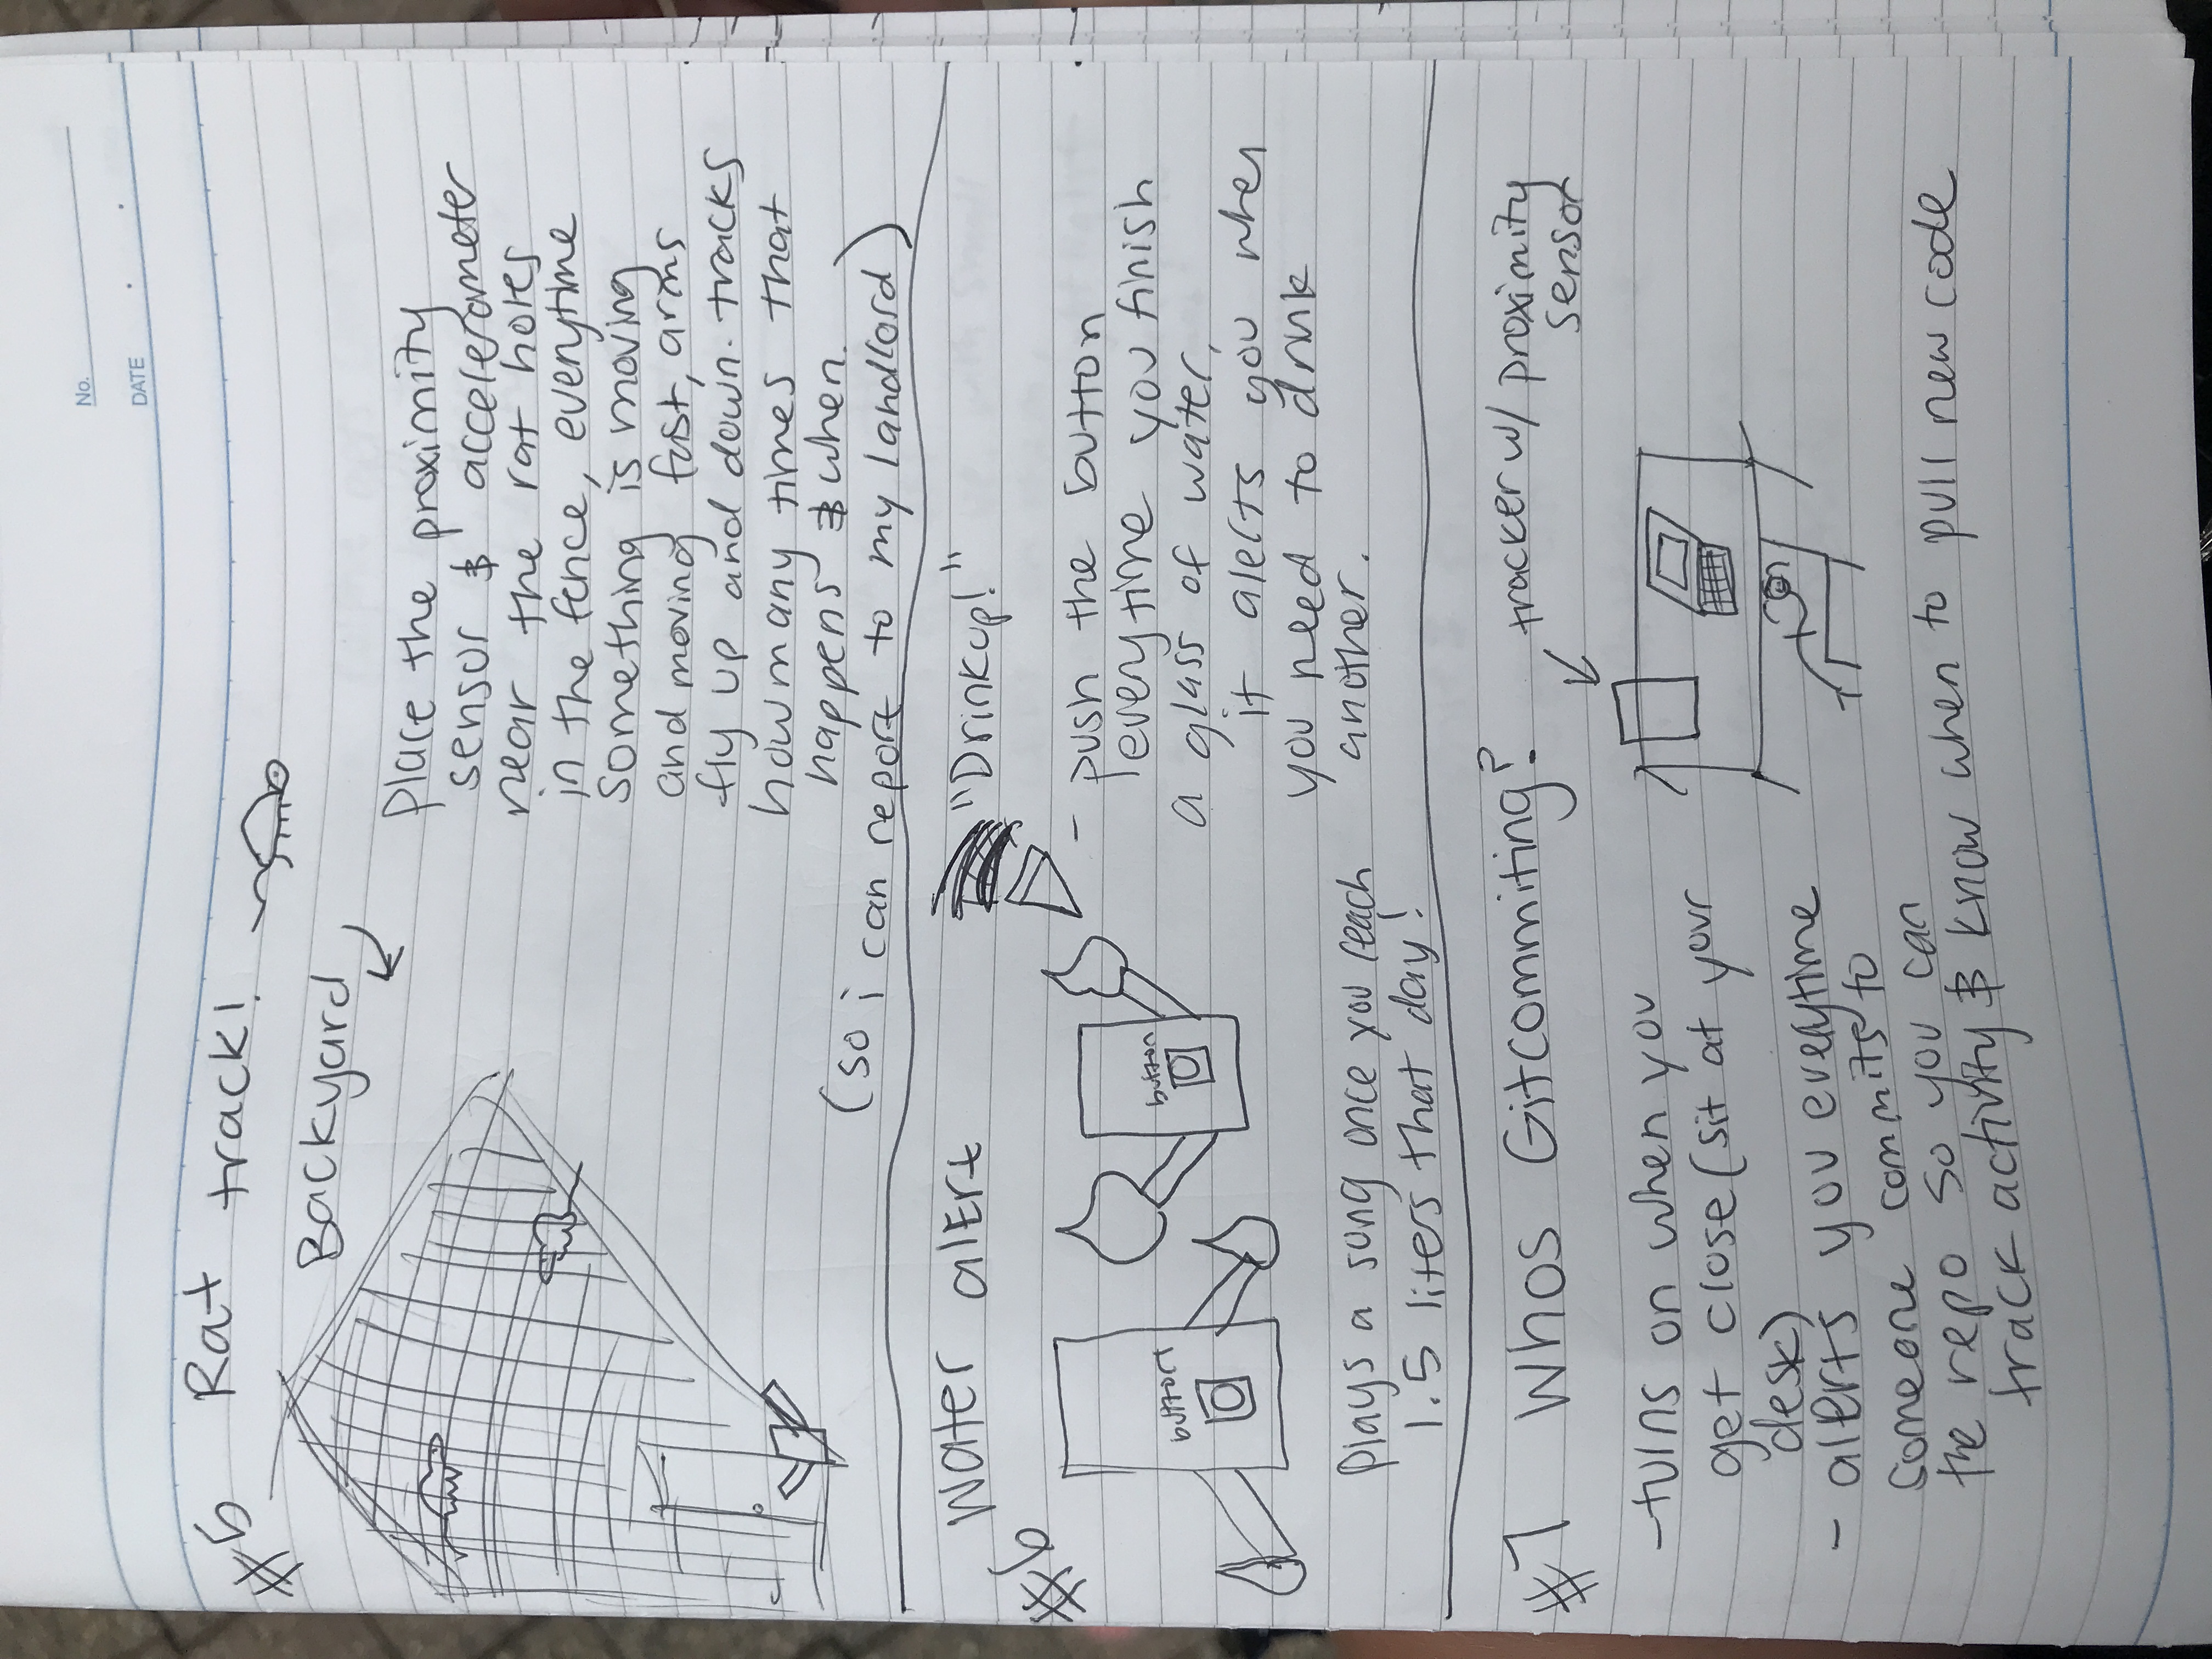 No.
DATE
#5 Rat track!
Backyard
Place the proximity
sensor & accelerometer
near the rat holes
in the fence, everytime
something is moving
and moving fast, arms
fly up and down. tracks
how many times that
happens & when.
(so i can report to my landlord)
#6 Water alert
"Drinkup!"
button
button
- push the button
everytime you finish
a glass of water,
it alerts you when
you need to drink
another.
plays a song once you reach
1.5 liters that day!
#7 Whos Gitcommiting?
tracker w/ proximity
sensor
- turns on when you
get close (sit at your
desk)
- alerts you everytime
someone commits to
the repo so you can
track activity & know when to pull new code